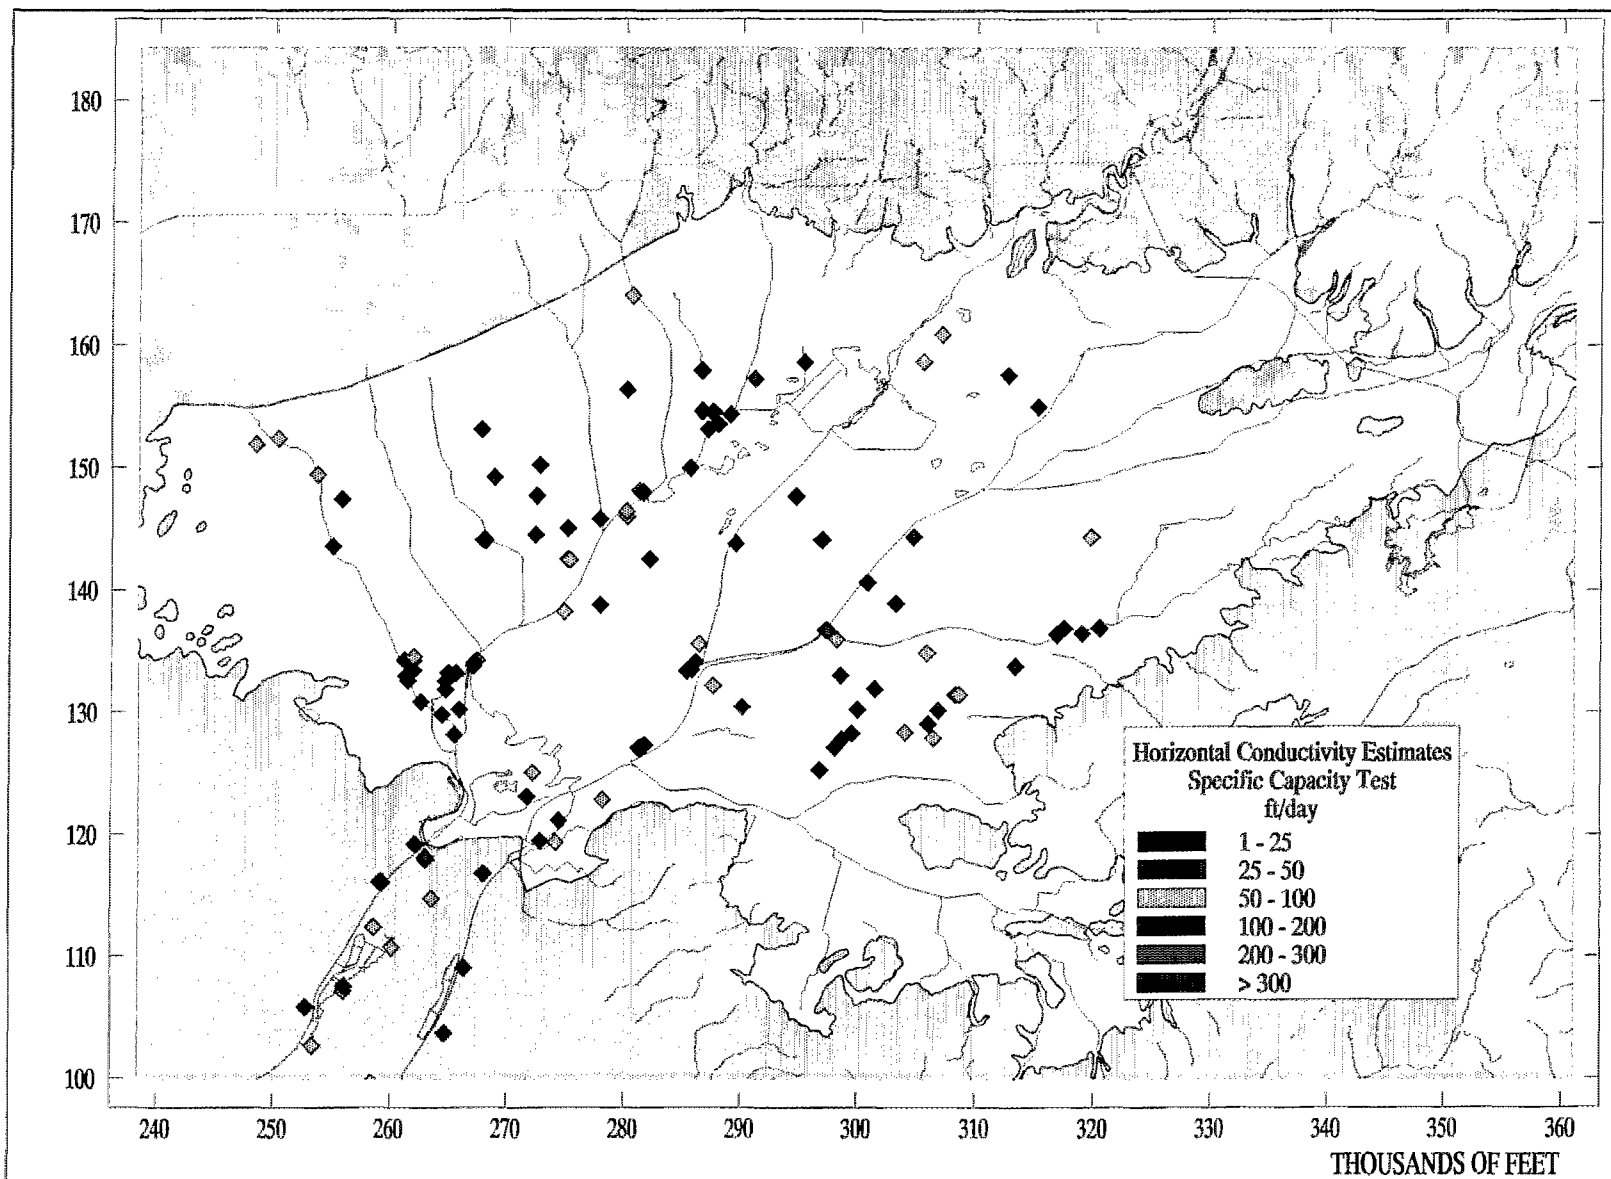 180
170
160
150
140
130
120
110
100
Horizontal Conductivity Estimates
Specific Capacity Test
ft/day
1 - 25
25 - 50
50 - 100
100 - 200
200 - 300
> 300
240 250 260 270 280 290 300 310 320 330 340 350 360
THOUSANDS OF FEET